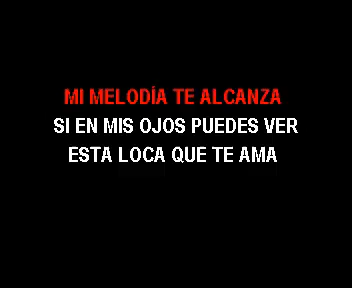 MI MELODÍA TE ALCANZA
SI EN MIS OJOS PUEDES VER
ESTA LOCA QUE TE AMA